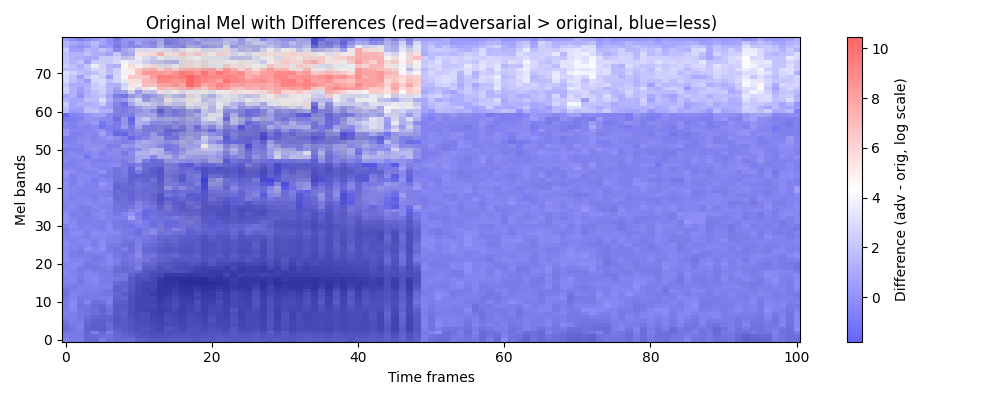 Original Mel with Differences (red=adversarial > original, blue=less)
Mel bands
70
60
50
40
30
20
10
0
0 20 40 60 80 100
Time frames
10
8
6
4
2
0
Difference (adv - orig, log scale)